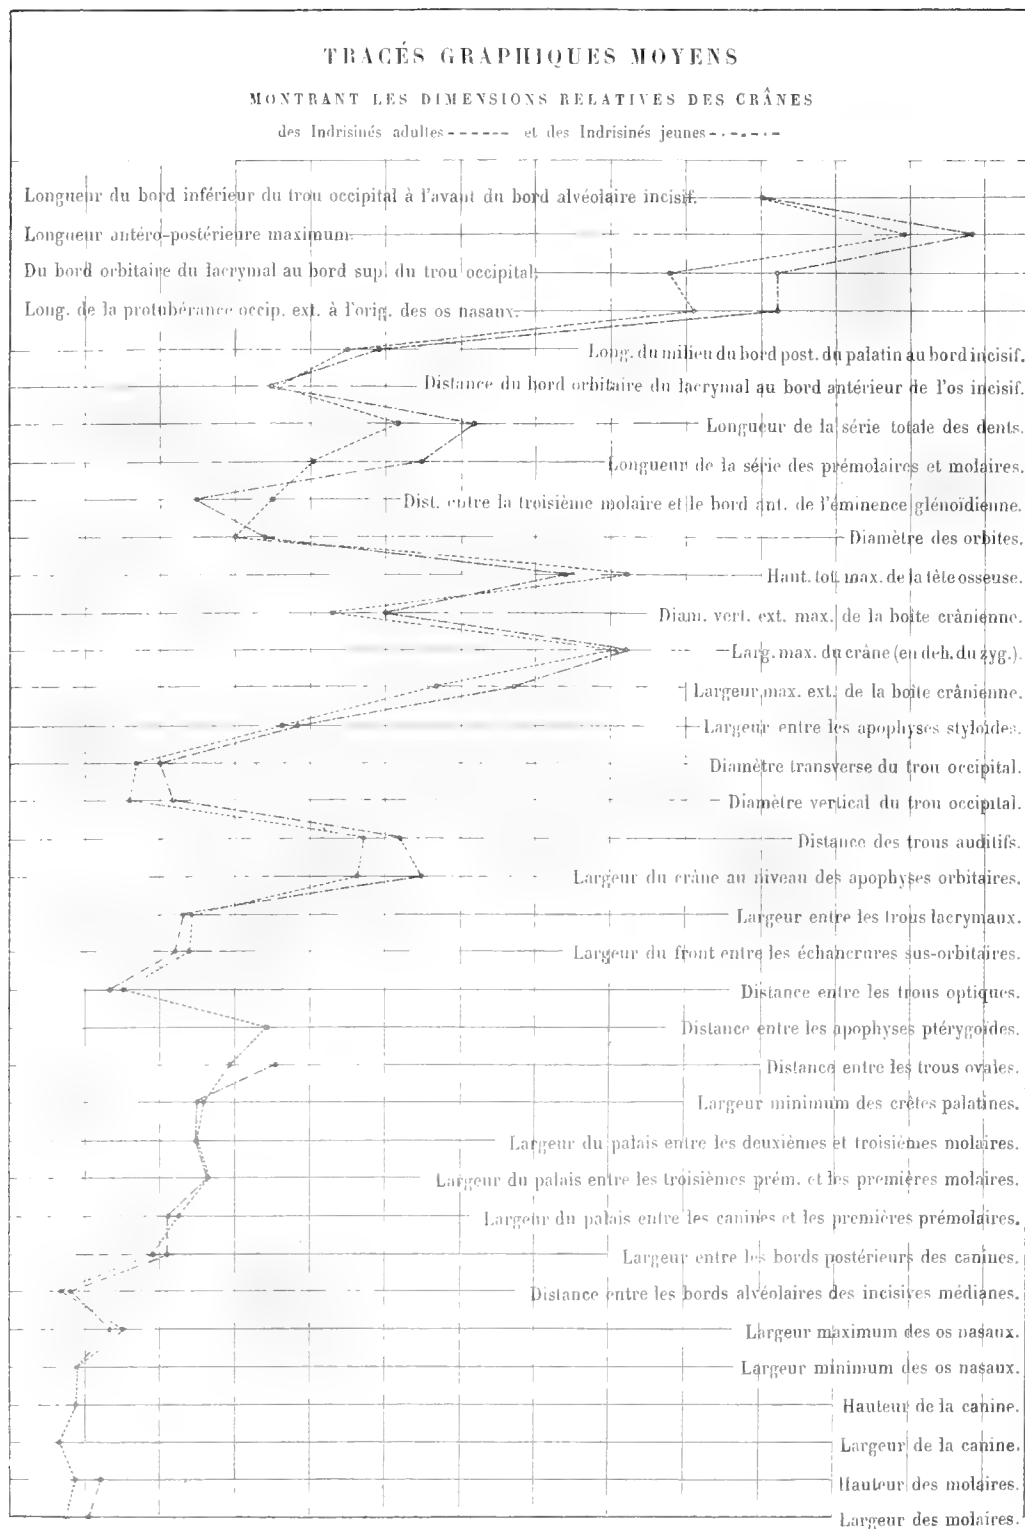 TRACÉS GRAPHIQUES MOYENS
MONTRANT LES DIMENSIONS RELATIVES DES CRÂNES
des Indrisinés adultes ------ et des Indrisinés jeunes -·-·-·-
Longueur du bord inférieur du trou occipital à l'avant du bord alvéolaire incisif.
Longueur antéro-postérieure maximum.
Du bord orbitaire du lacrymal au bord sup. du trou occipital.
Long. de la protubérance occip. ext. à l'orig. des os nasaux.
Long. du milieu du bord post. du palatin au bord incisif.
Distance du bord orbitaire du lacrymal au bord antérieur de l'os incisif.
Longueur de la série totale des dents.
Longueur de la série des prémolaires et molaires.
Dist. entre la troisième molaire et le bord ant. de l'éminence glénoïdienne.
Diamètre des orbites.
Haut. tot. max. de la tête osseuse.
Diam. vert. ext. max. de la boîte crânienne.
Larg. max. du crâne (en deh. du zyg.).
Largeur max. ext. de la boîte crânienne.
Largeur entre les apophyses styloïdes.
Diamètre transverse du trou occipital.
Diamètre vertical du trou occipital.
Distance des trous auditifs.
Largeur du crâne au niveau des apophyses orbitaires.
Largeur entre les trous lacrymaux.
Largeur du front entre les échancrures sus-orbitaires.
Distance entre les trous optiques.
Distance entre les apophyses ptérygoïdes.
Distance entre les trous ovales.
Largeur minimum des crêtes palatines.
Largeur du palais entre les deuxièmes et troisièmes molaires.
Largeur du palais entre les troisièmes prém. et les premières molaires.
Largeur du palais entre les canines et les premières prémolaires.
Largeur entre les bords postérieurs des canines.
Distance entre les bords alvéolaires des incisives médianes.
Largeur maximum des os nasaux.
Largeur minimum des os nasaux.
Hauteur de la canine.
Largeur de la canine.
Hauteur des molaires.
Largeur des molaires.